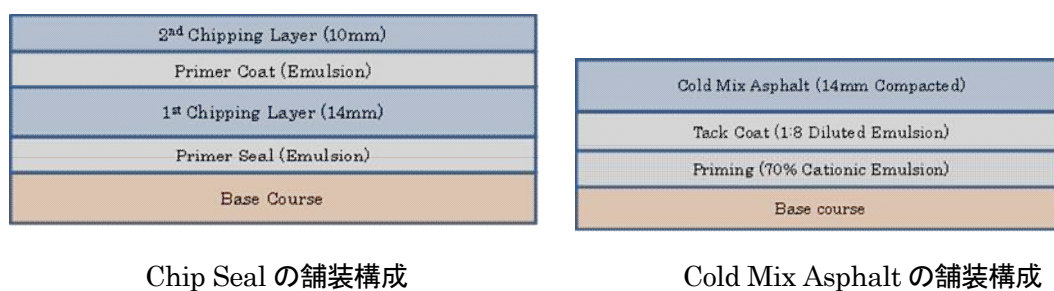 2nd Chipping Layer (10mm)
Primer Coat (Emulsion)
1st Chipping Layer (14mm)
Primer Seal (Emulsion)
Base Course
Chip Seal の舗装構成
Cold Mix Asphalt (14mm Compacted)
Tack Coat (1:8 Diluted Emulsion)
Priming (70% Cationic Emulsion)
Base course
Cold Mix Asphalt の舗装構成